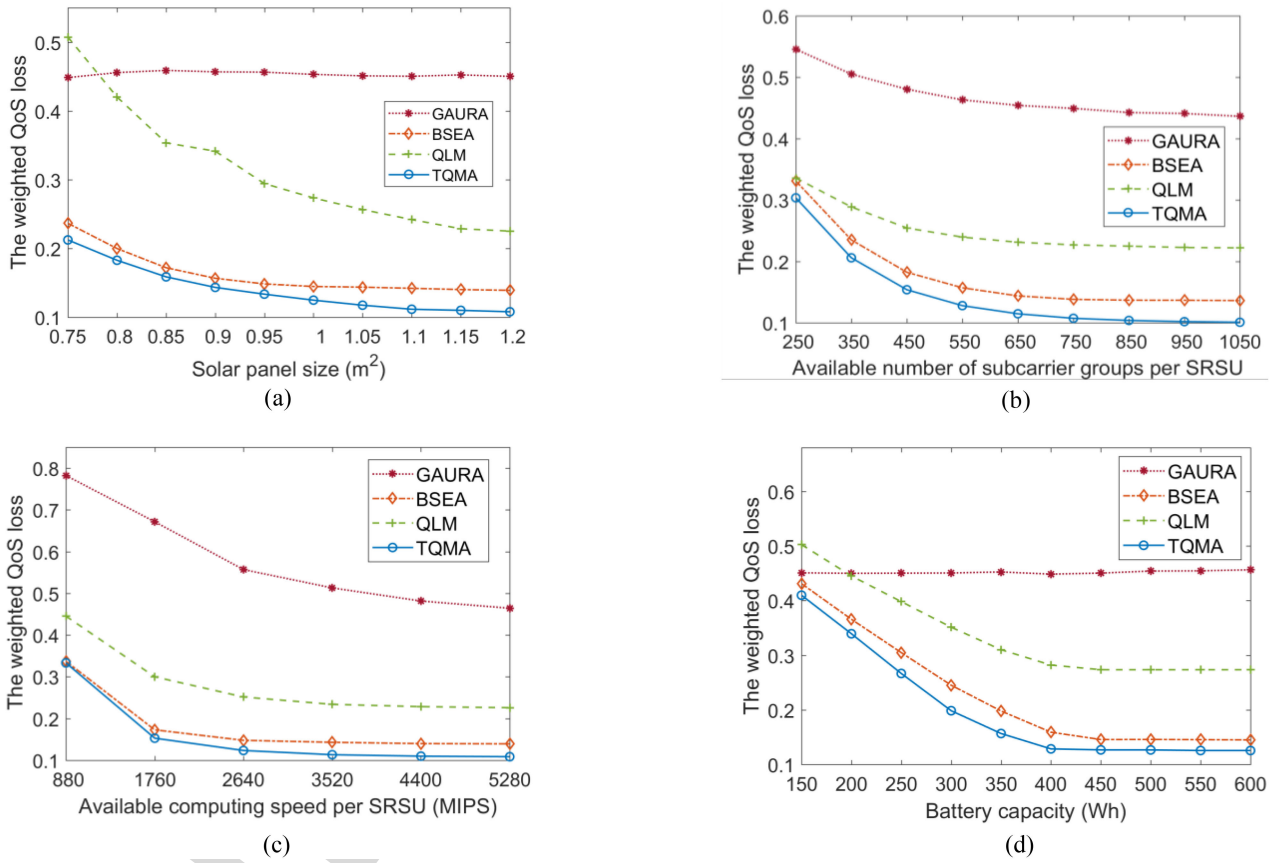 The weighted QoS loss
0.5
0.4
0.3
0.2
0.1
0.75 0.8 0.85 0.9 0.95 1 1.05 1.1 1.15 1.2
Solar panel size (m²)
GAURA
BSEA
QLM
TQMA
(a)
The weighted QoS loss
0.6
0.5
0.4
0.3
0.2
0.1
250 350 450 550 650 750 850 950 1050
Available number of subcarrier groups per SRSU
GAURA
BSEA
QLM
TQMA
(b)
The weighted QoS loss
0.8
0.7
0.6
0.5
0.4
0.3
0.2
0.1
880 1760 2640 3520 4400 5280
Available computing speed per SRSU (MIPS)
GAURA
BSEA
QLM
TQMA
(c)
The weighted QoS loss
0.6
0.5
0.4
0.3
0.2
0.1
150 200 250 300 350 400 450 500 550 600
Battery capacity (Wh)
GAURA
BSEA
QLM
TQMA
(d)